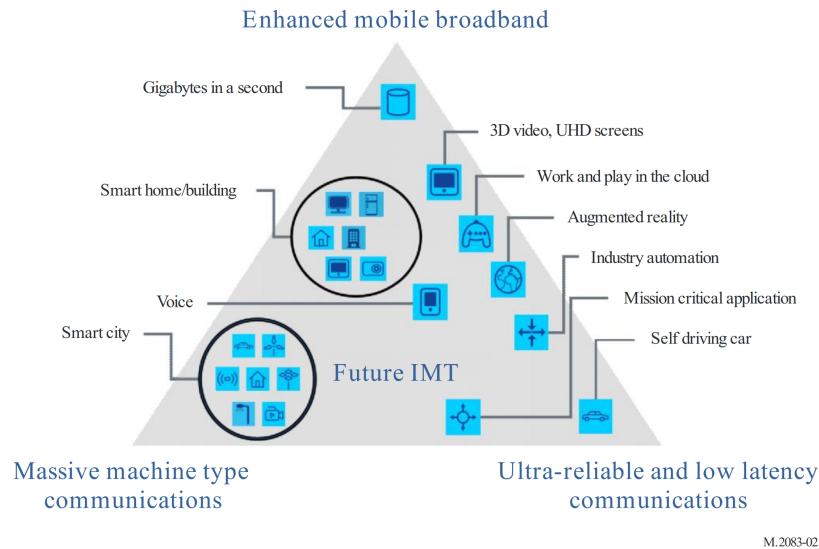 Enhanced mobile broadband
Gigabytes in a second
3D video, UHD screens
Smart home/building
Work and play in the cloud
Augmented reality
Industry automation
Voice
Mission critical application
Smart city
Self driving car
Future IMT
Massive machine type
communications
Ultra-reliable and low latency
communications
M.2083-02